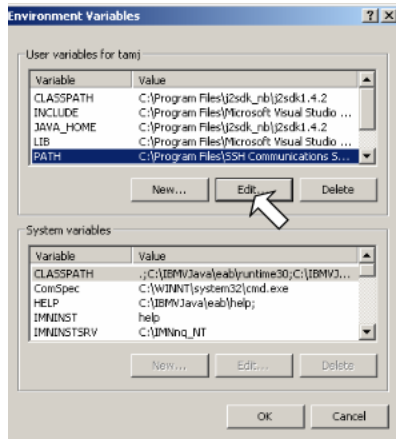 Environment Variables
User variables for tamj
Variable Value
CLASSPATH C:\Program Files\j2sdk_nb\j2sdk1.4.2
INCLUDE C:\Program Files\Microsoft Visual Studio ...
JAVA_HOME C:\Program Files\j2sdk_nb\j2sdk1.4.2
LIB C:\Program Files\Microsoft Visual Studio ...
PATH C:\Program Files\SSH Communications S...
New... Edit... Delete
System variables
Variable Value
CLASSPATH .;C:\IBMVJava\eab\runtime30;C:\IBMVJ...
ComSpec C:\WINNT\system32\cmd.exe
HELP C:\IBMVJava\eab\help;
IMNINST help
IMNINSTSRV C:\IMNnq_NT
New... Edit... Delete
OK Cancel